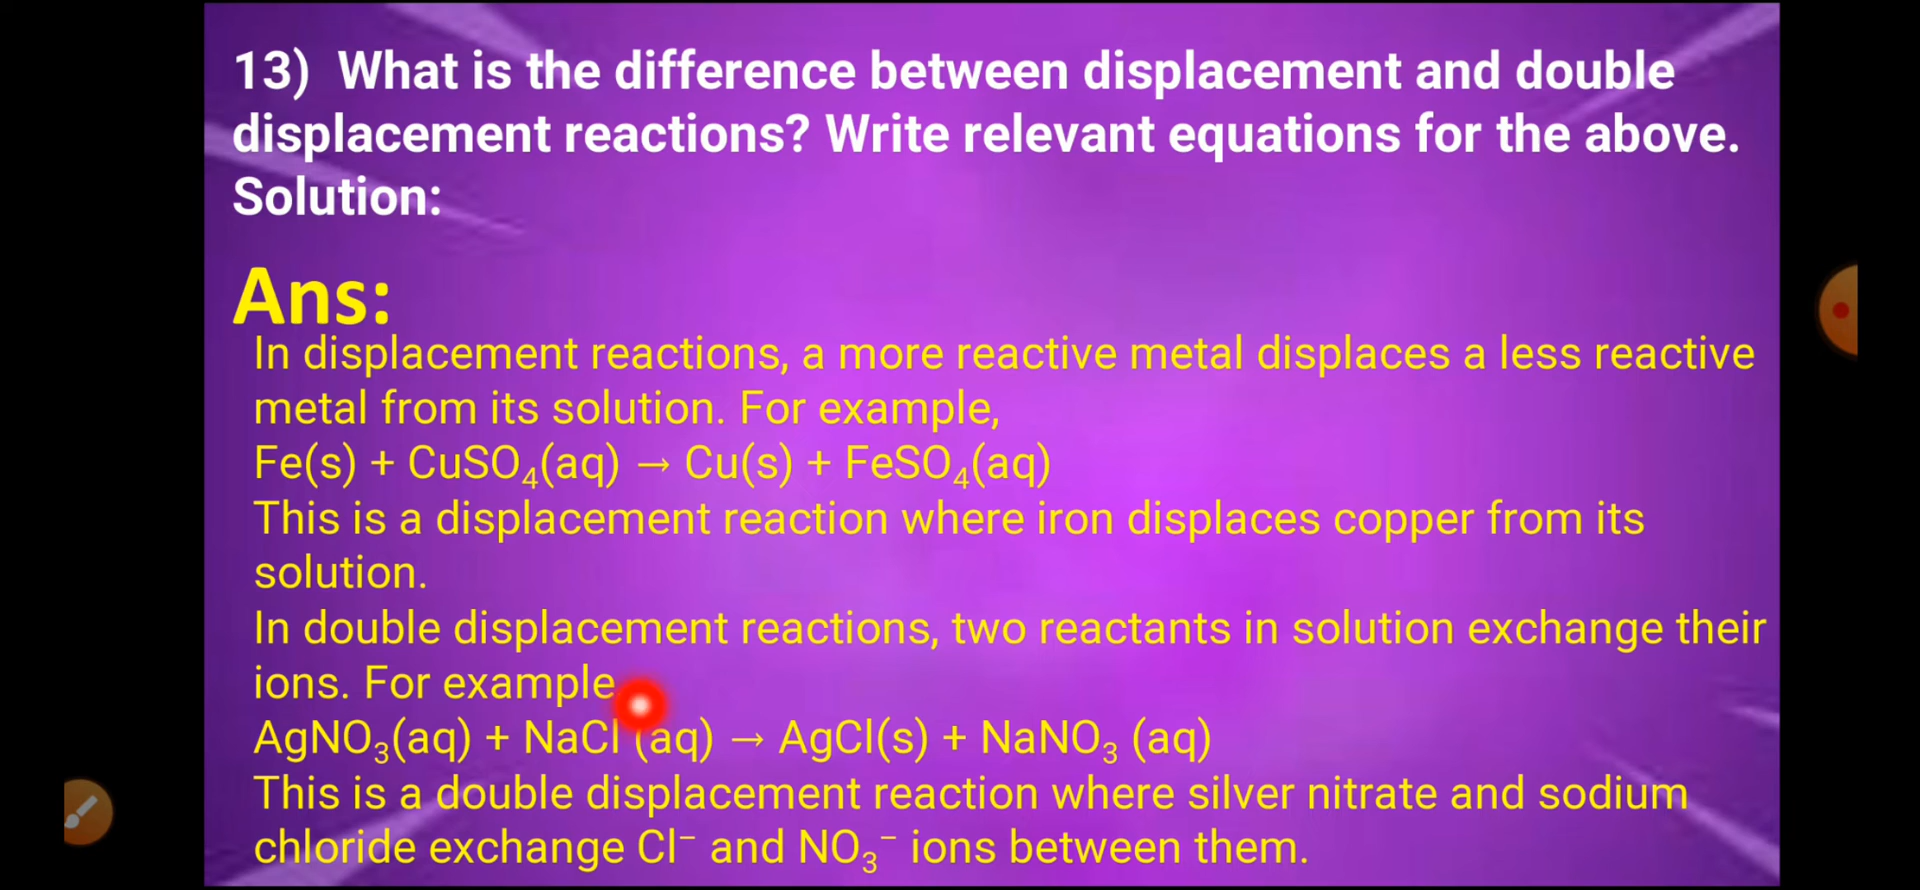 13) What is the difference between displacement and double
displacement reactions? Write relevant equations for the above.
Solution:
Ans:
In displacement reactions, a more reactive metal displaces a less reactive
metal from its solution. For example,
Fe(s) + CuSO₄(aq) → Cu(s) + FeSO₄(aq)
This is a displacement reaction where iron displaces copper from its
solution.
In double displacement reactions, two reactants in solution exchange their
ions. For example
AgNO₃(aq) + NaCl (aq) → AgCl(s) + NaNO₃ (aq)
This is a double displacement reaction where silver nitrate and sodium
chloride exchange Cl⁻ and NO₃⁻ ions between them.